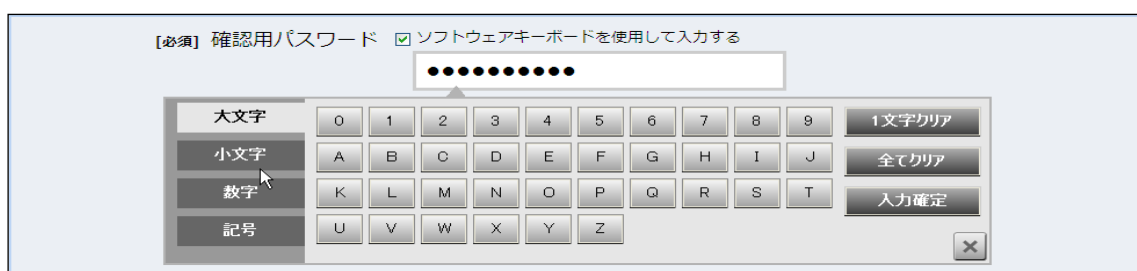 [必須] 確認用パスワード ソフトウェアキーボードを使用して入力する
●●●●●●●●●●
大文字 0 1 2 3 4 5 6 7 8 9 1文字クリア
小文字 A B C D E F G H I J 全てクリア
数字 K L M N O P Q R S T 入力確定
記号 U V W X Y Z
×